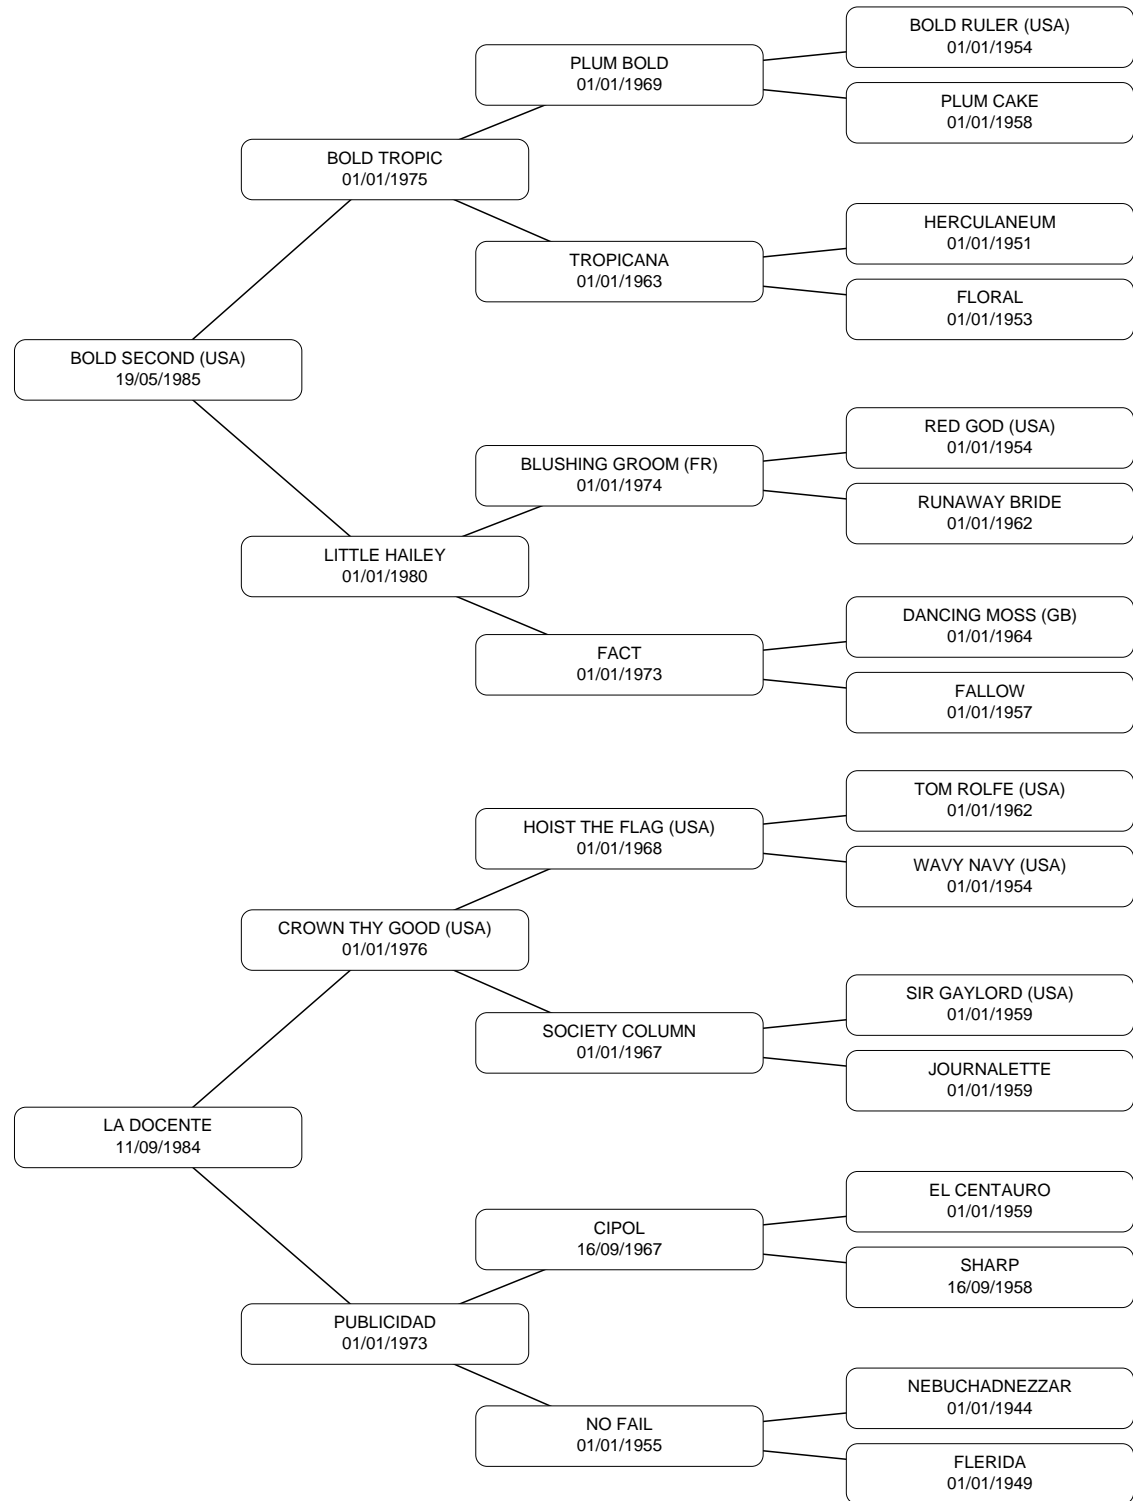 BOLD RULER (USA)
01/01/1954
PLUM BOLD
01/01/1969
PLUM CAKE
01/01/1958
BOLD TROPIC
01/01/1975
HERCULANEUM
01/01/1951
TROPICANA
01/01/1963
FLORAL
01/01/1953
BOLD SECOND (USA)
19/05/1985
RED GOD (USA)
01/01/1954
BLUSHING GROOM (FR)
01/01/1974
RUNAWAY BRIDE
01/01/1962
LITTLE HAILEY
01/01/1980
DANCING MOSS (GB)
01/01/1964
FACT
01/01/1973
FALLOW
01/01/1957
TOM ROLFE (USA)
01/01/1962
HOIST THE FLAG (USA)
01/01/1968
WAVY NAVY (USA)
01/01/1954
CROWN THY GOOD (USA)
01/01/1976
SIR GAYLORD (USA)
01/01/1959
SOCIETY COLUMN
01/01/1967
JOURNALETTE
01/01/1959
LA DOCENTE
11/09/1984
EL CENTAURO
01/01/1959
CIPOL
16/09/1967
SHARP
16/09/1958
PUBLICIDAD
01/01/1973
NEBUCHADNEZZAR
01/01/1944
NO FAIL
01/01/1955
FLERIDA
01/01/1949